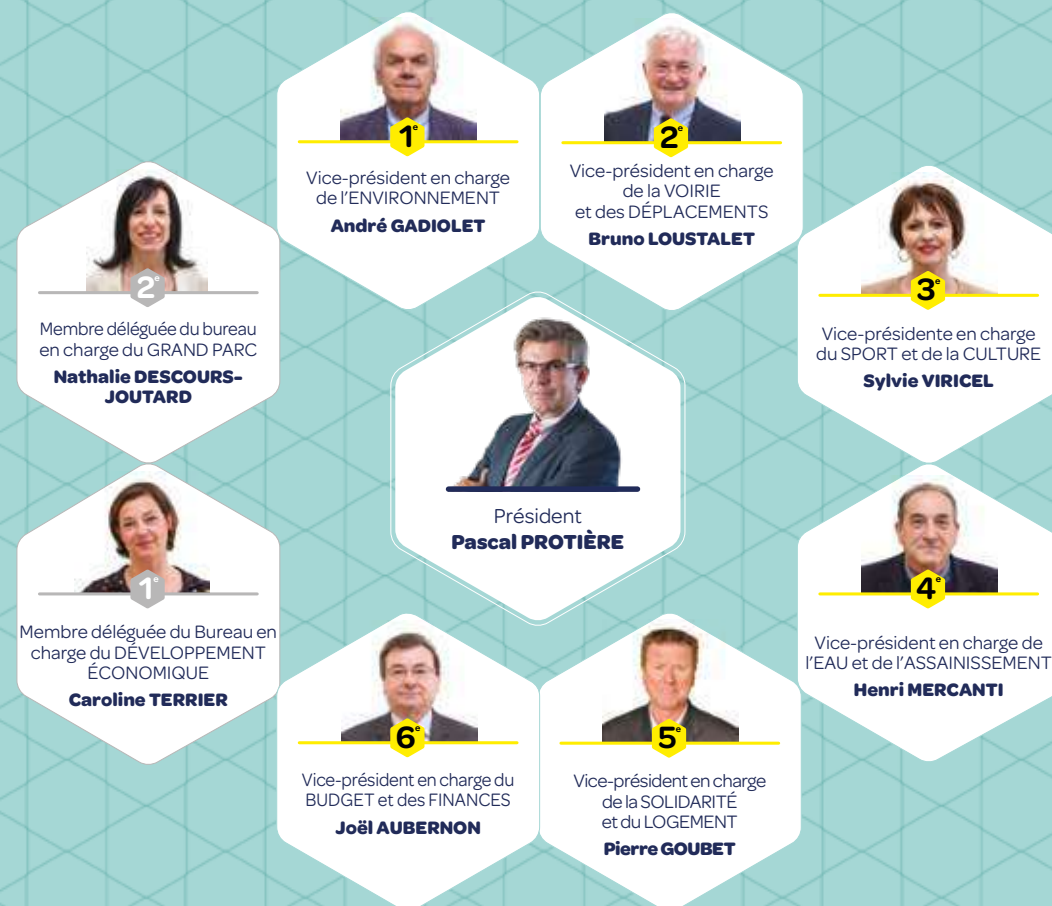 1e
Vice-président en charge
de l'ENVIRONNEMENT
André GADIOLET
2e
Vice-président en charge
de la VOIRIE
et des DÉPLACEMENTS
Bruno LOUSTALET
3e
Vice-présidente en charge
du SPORT et de la CULTURE
Sylvie VIRICEL
4e
Vice-président en charge de
l'EAU et de l'ASSAINISSEMENT
Henri MERCANTI
5e
Vice-président en charge
de la SOLIDARITÉ
et du LOGEMENT
Pierre GOUBET
6e
Vice-président en charge du
BUDGET et des FINANCES
Joël AUBERNON
1e
Membre déléguée du Bureau en
charge du DÉVELOPPEMENT
ÉCONOMIQUE
Caroline TERRIER
2e
Membre déléguée du bureau
en charge du GRAND PARC
Nathalie DESCOURS-
JOUTARD
Président
Pascal PROTIÈRE